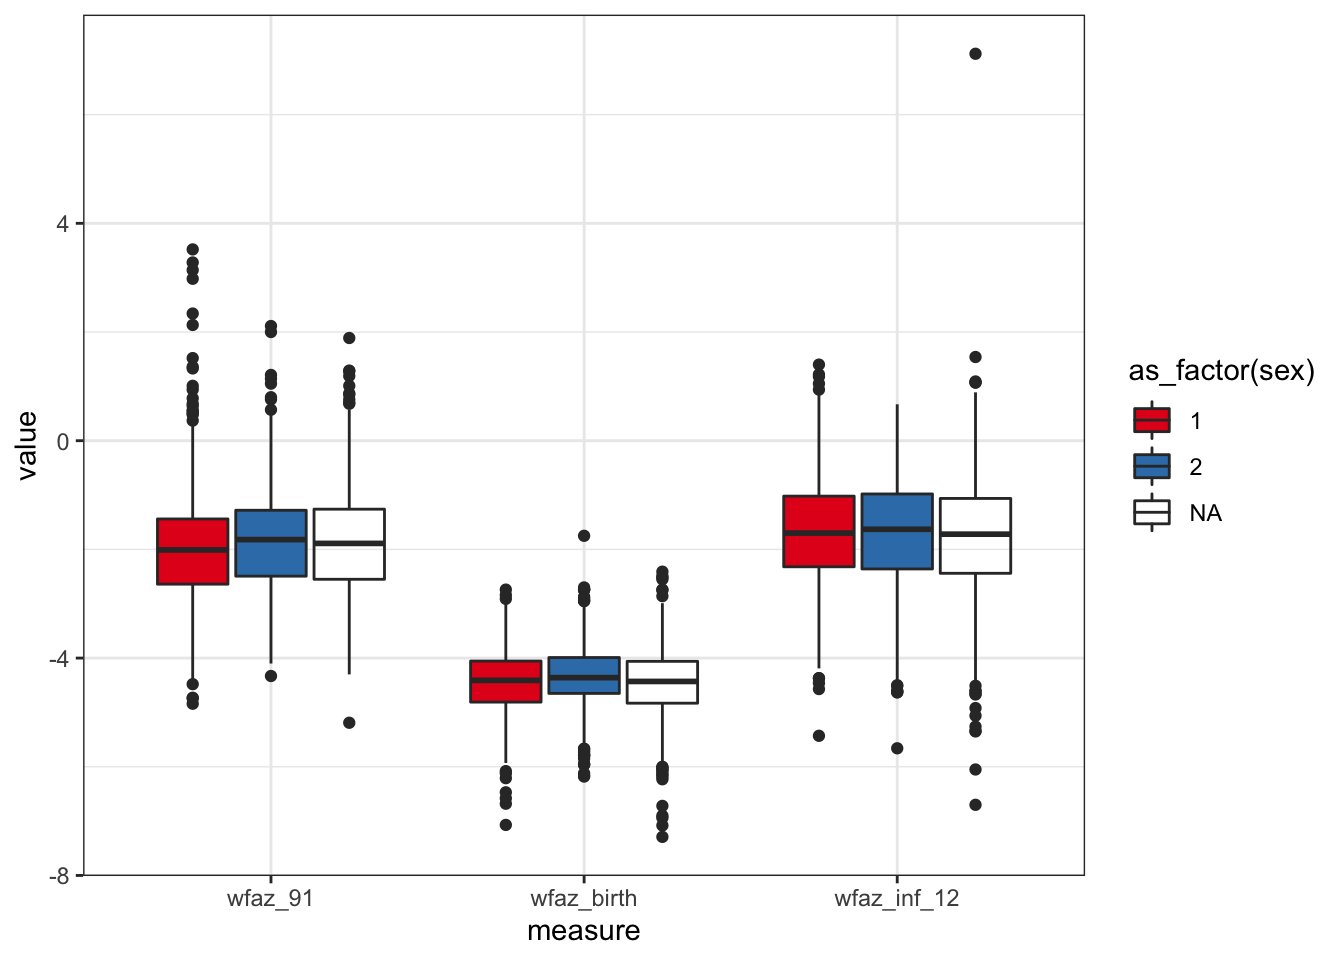 4
0
-4
-8
value
wfaz_91
wfaz_birth
wfaz_inf_12
measure
as_factor(sex)
1
2
NA